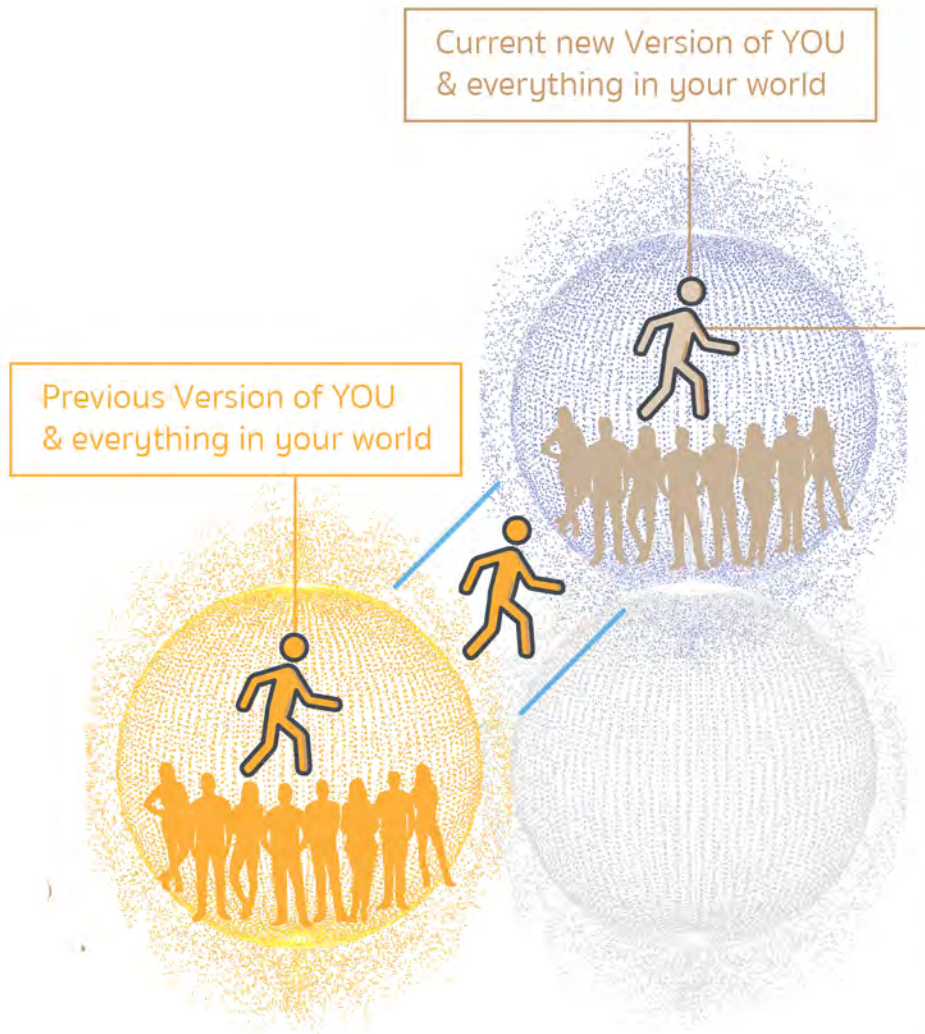 Current new Version of YOU
& everything in your world
Previous Version of YOU
& everything in your world
)